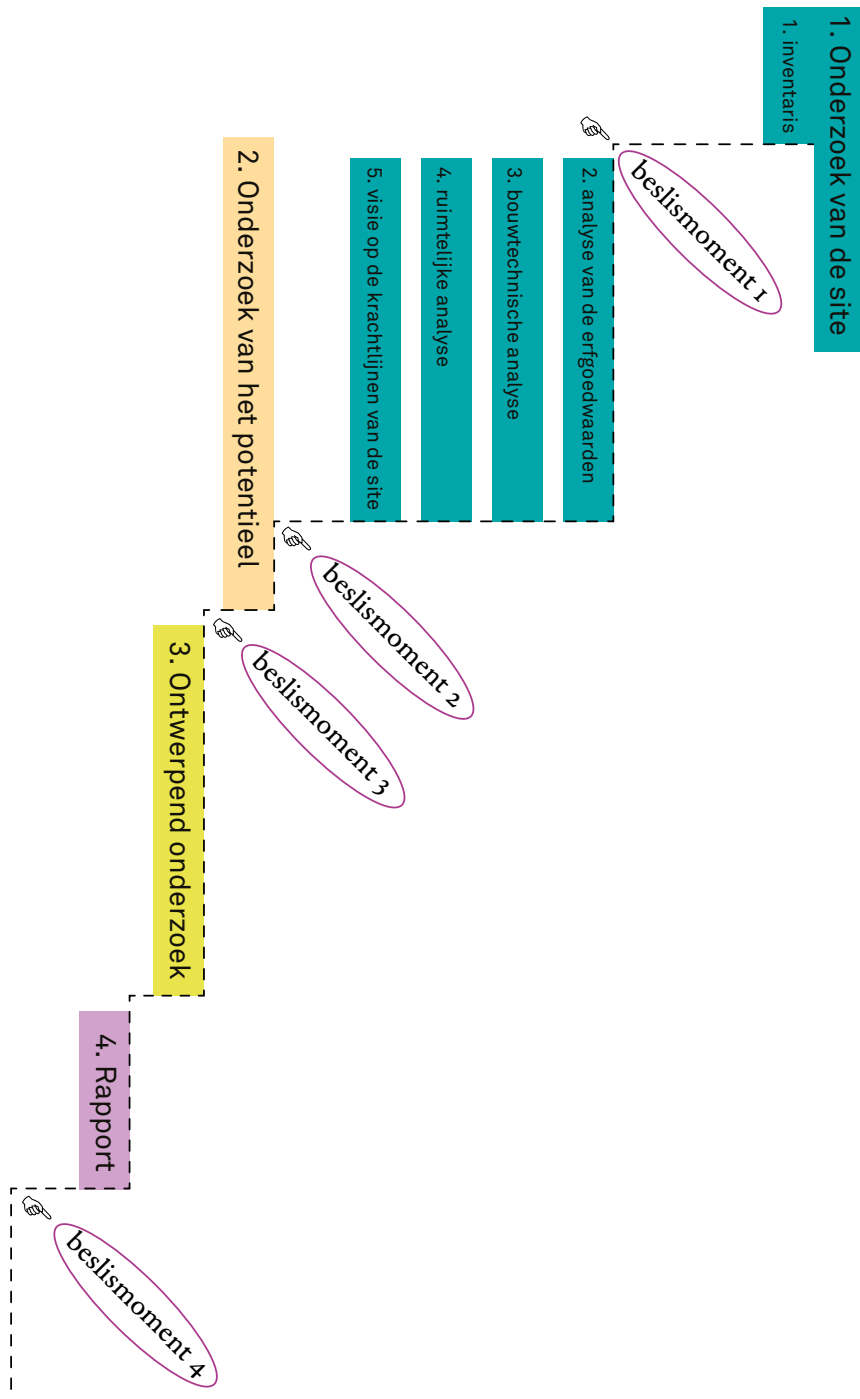 1. Onderzoek van de site
1. inventaris
beslismoment 1
2. analyse van de erfgoedwaarden
3. bouwtechnische analyse
4. ruimtelijke analyse
5. visie op de krachtlijnen van de site
beslismoment 2
2. Onderzoek van het potentieel
beslismoment 3
3. Ontwerpend onderzoek
4. Rapport
beslismoment 4